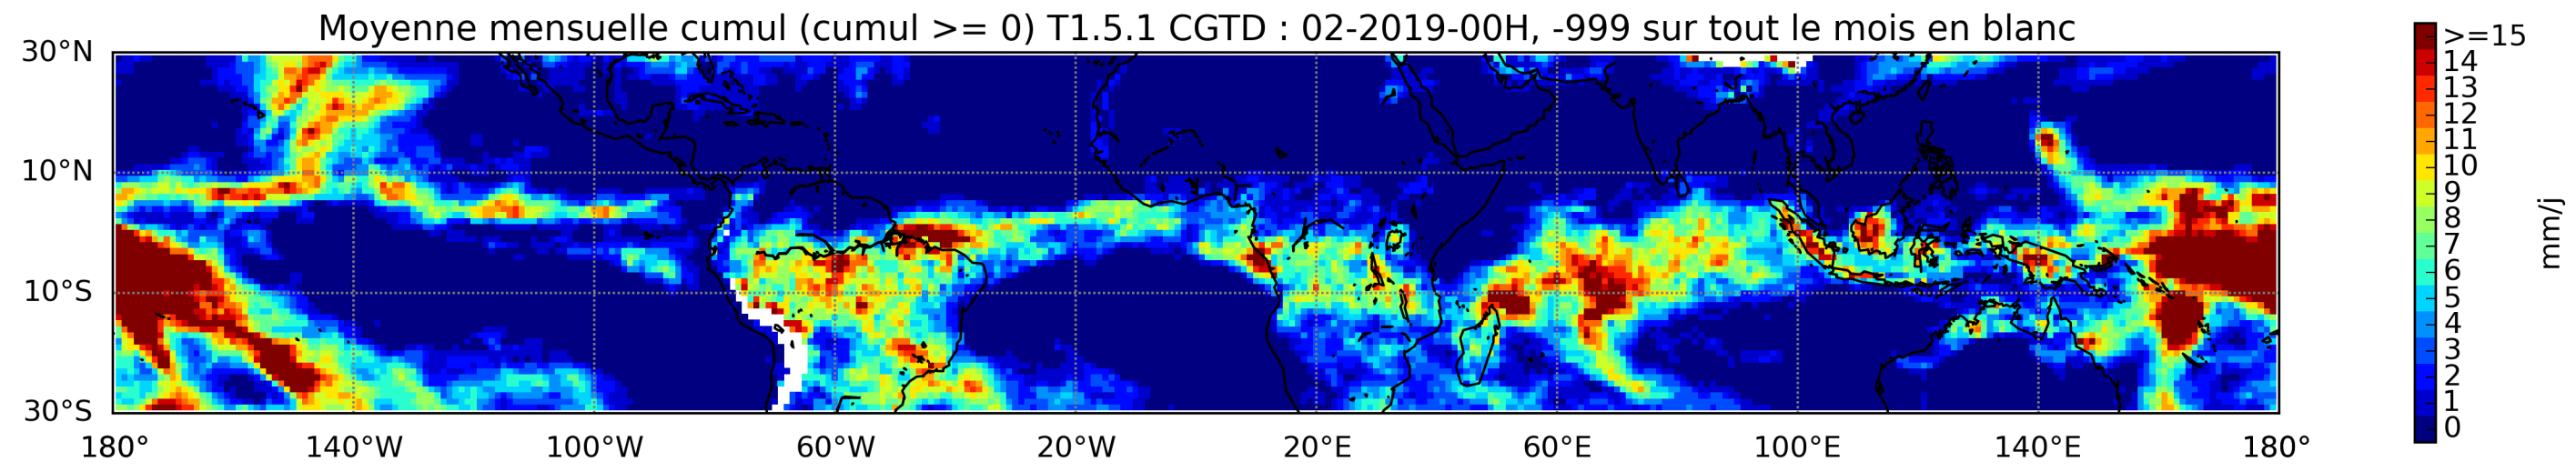 Moyenne mensuelle cumul (cumul >= 0) T1.5.1 CGTD : 02-2019-00H, -999 sur tout le mois en blanc
30°N
10°N
10°S
30°S
180° 140°W 100°W 60°W 20°W 20°E 60°E 100°E 140°E 180°
>=15
14
13
12
11
10
9
8
7
6
5
4
3
2
1
0
mm/j